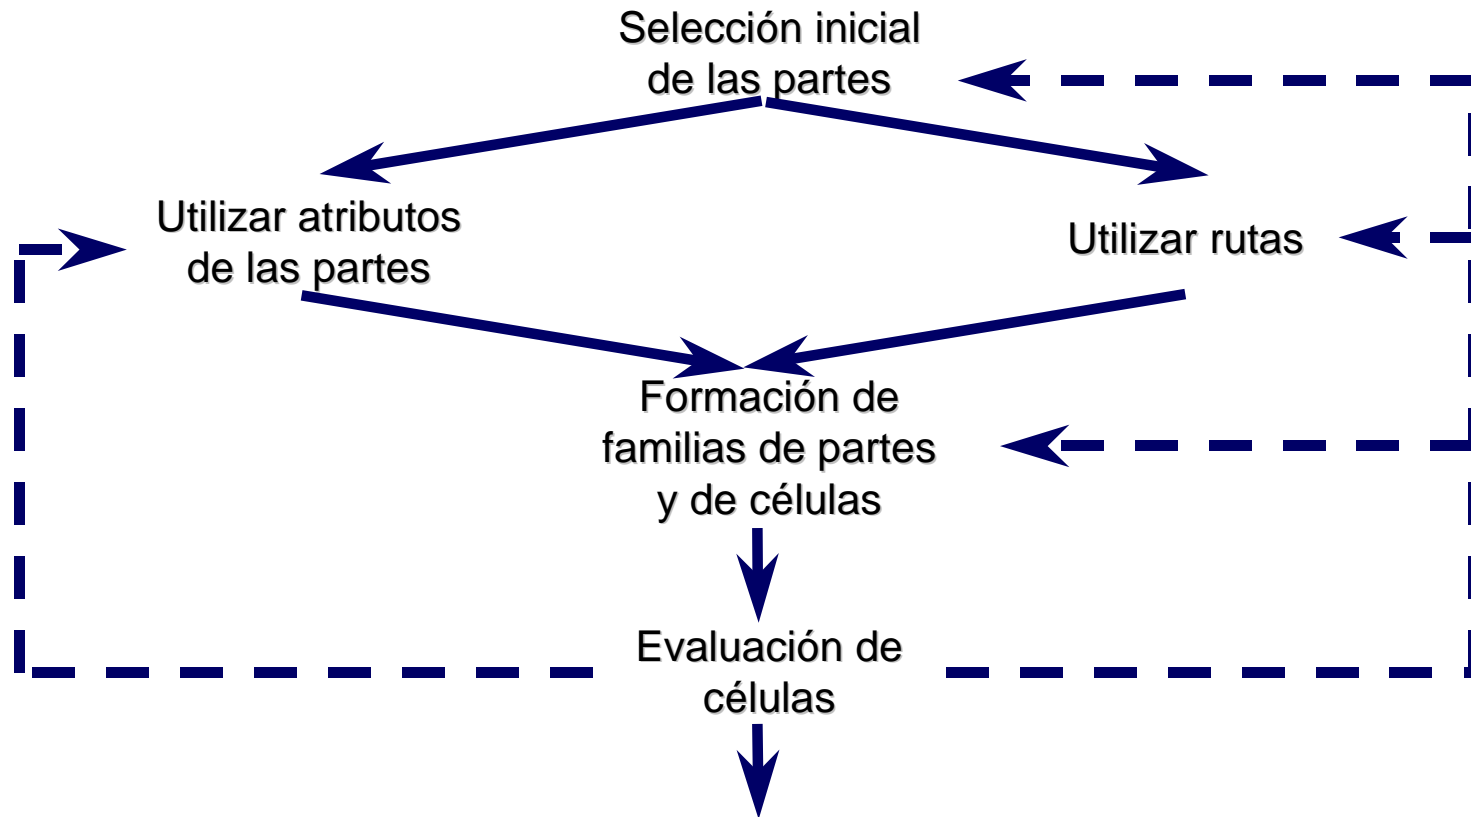 Selección inicial
de las partes
Utilizar atributos
de las partes
Utilizar rutas
Formación de
familias de partes
y de células
Evaluación de
células